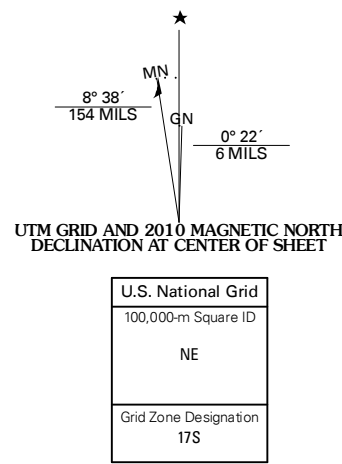 ★
MN
8° 38´
154 MILS
GN
0° 22´
6 MILS
UTM GRID AND 2010 MAGNETIC NORTH
DECLINATION AT CENTER OF SHEET
U.S. National Grid
100,000-m Square ID
NE
Grid Zone Designation
17S